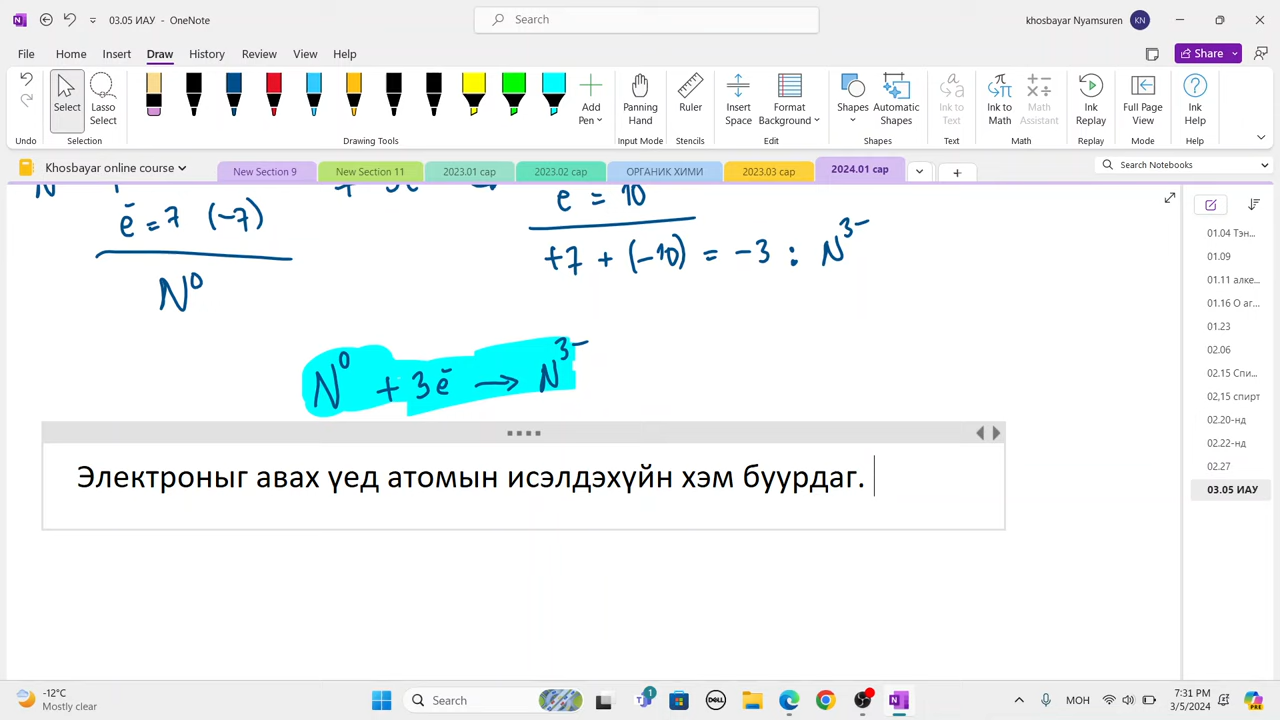 03.05 ИАУ - OneNote
Search
khosbayar Nyamsuren
KN
File Home Insert Draw History Review View Help
Share
Select
Lasso Select
Add Pen
Panning Hand
Ruler
Insert Space
Format Background
Shapes
Automatic Shapes
Ink to Text
Ink to Math
Math Assistant
Ink Replay
Full Page View
Ink Help
Undo Selection Drawing Tools Input Mode Stencils Edit Shapes Text Math Replay Mode Help
Khosbayar online course
New Section 9
New Section 11
2023.01 сар
2023.02 сар
ОРГАНИК ХИМИ
2023.03 сар
2024.01 сар
Search Notebooks
ē = 7 (-7)
N⁰
e = 10
+7 + (-10) = -3 : N³⁻
N⁰ + 3ē → N³⁻
Электроныг авах үед атомын исэлдэхүйн хэм буурдаг.
01.04 Тэн...
01.09
01.11 алке...
01.16 О аг...
01.23
02.06
02.15 Спи...
02,15 спирт
02.20-нд
02.22-нд
02.27
03.05 ИАУ
-12°C
Mostly clear
Search
1
DELL
МОН
7:31 PM
3/5/2024
PRE